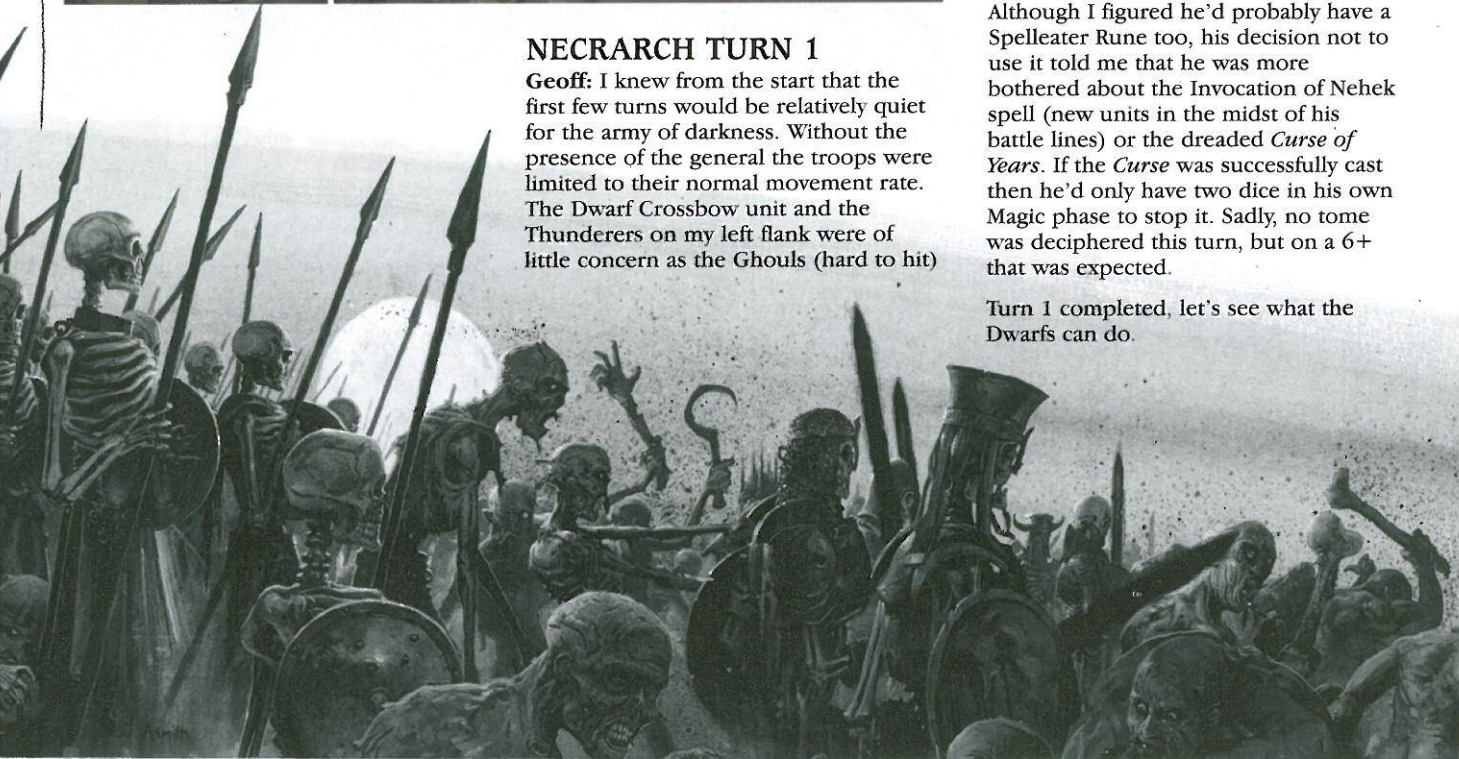 NECRARCH TURN 1
Geoff: I knew from the start that the
first few turns would be relatively quiet
for the army of darkness. Without the
presence of the general the troops were
limited to their normal movement rate.
The Dwarf Crossbow unit and the
Thunderers on my left flank were of
little concern as the Ghouls (hard to hit)
Although I figured he'd probably have a
Spelleater Rune too, his decision not to
use it told me that he was more
bothered about the Invocation of Nehek
spell (new units in the midst of his
battle lines) or the dreaded Curse of
Years. If the Curse was successfully cast
then he'd only have two dice in his own
Magic phase to stop it. Sadly, no tome
was deciphered this turn, but on a 6+
that was expected.
Turn 1 completed, let's see what the
Dwarfs can do.